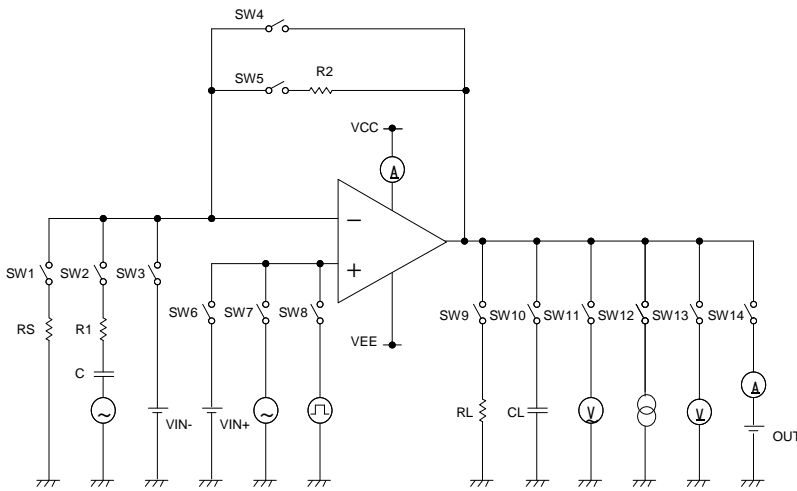 SW4
SW5
R2
VCC
A
−
+
SW1
SW2
SW3
SW6
SW7
SW8
SW9
SW10
SW11
SW12
SW13
SW14
RS
R1
C
VEE
VIN-
VIN+
RL
CL
V
V
A
OUT